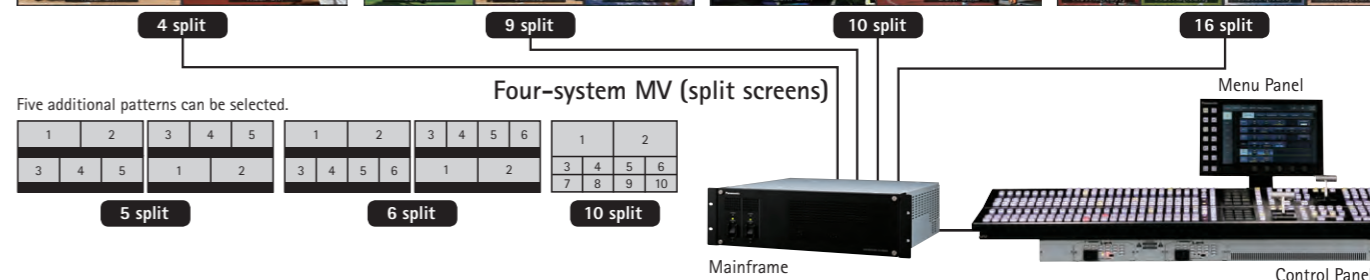 4 split
9 split
10 split
16 split
Four-system MV (split screens)
Menu Panel
Five additional patterns can be selected.
1 2 3 4 5 1 2 3 4 5 6 1 2
3 4 5 1 2 3 4 5 6 1 2 3 4 5 6
7 8 9 10
5 split
6 split
10 split
Mainframe
Control Pane